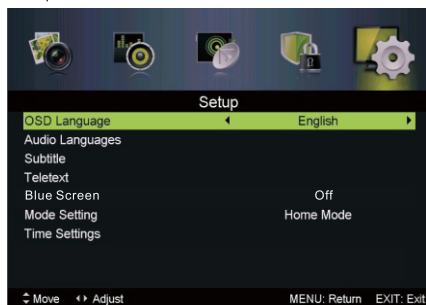 Setup
OSD Language English
Audio Languages
Subtitle
Teletext
Blue Screen Off
Mode Setting Home Mode
Time Settings
Move Adjust MENU: Return EXIT: Exit